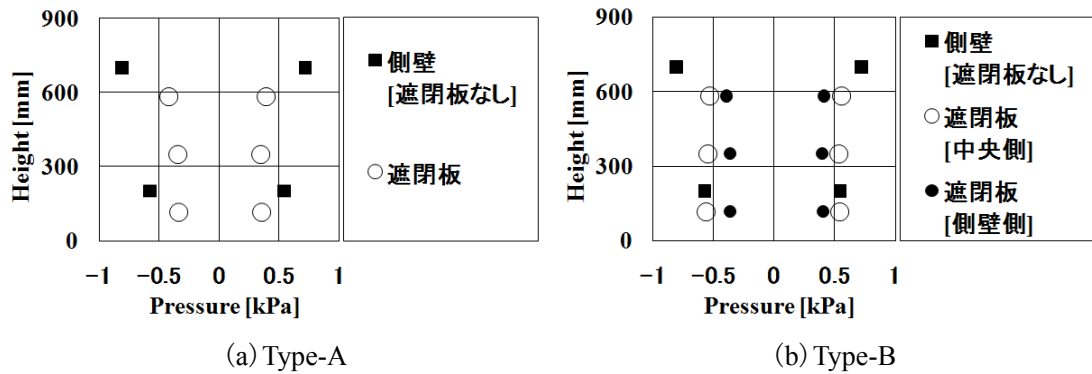 900
600
300
0
Height [mm]
−1
−0.5
0
0.5
1
Pressure [kPa]
■ 側壁
[遮閉板なし]
○ 遮閉板
(a) Type-A
900
600
300
0
Height [mm]
−1
−0.5
0
0.5
1
Pressure [kPa]
■ 側壁
[遮閉板なし]
○ 遮閉板
[中央側]
● 遮閉板
[側壁側]
(b) Type-B